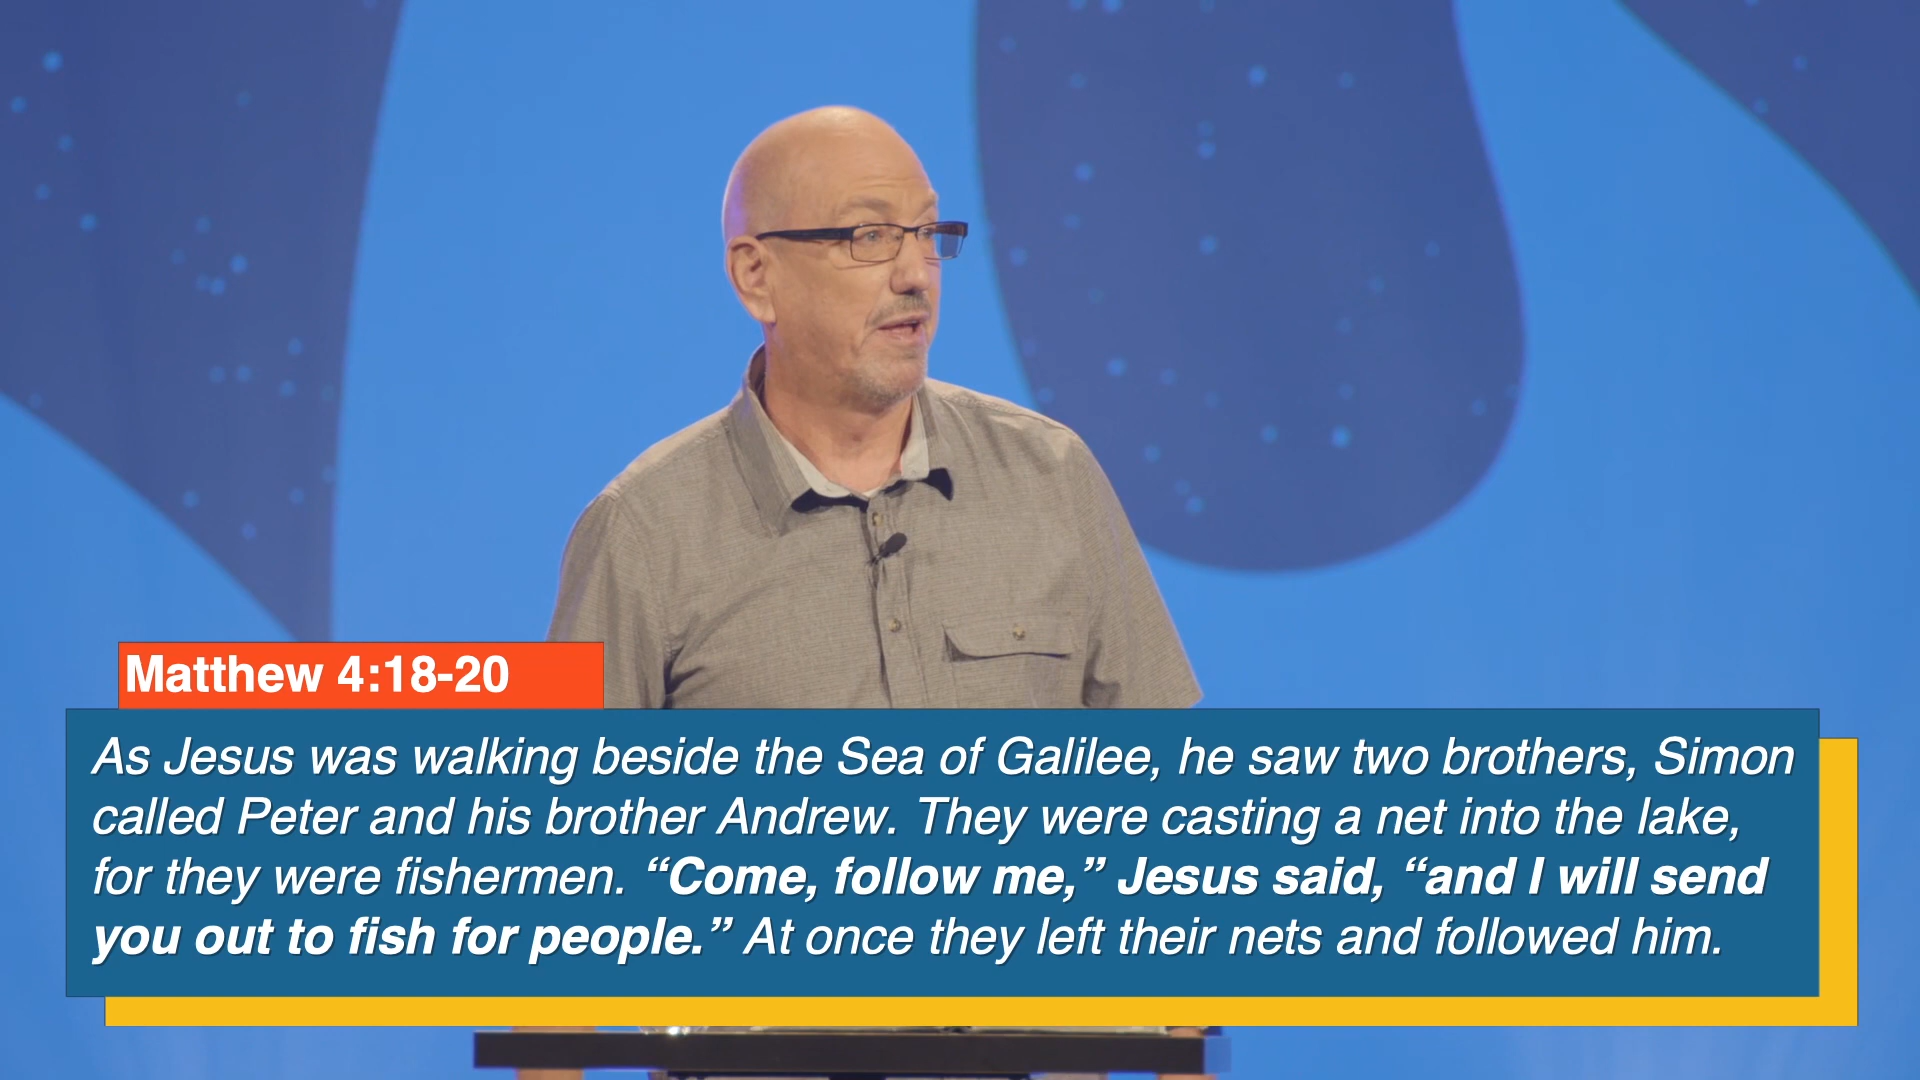 Matthew 4:18-20
As Jesus was walking beside the Sea of Galilee, he saw two brothers, Simon
called Peter and his brother Andrew. They were casting a net into the lake,
for they were fishermen. “Come, follow me,” Jesus said, “and I will send
you out to fish for people.” At once they left their nets and followed him.